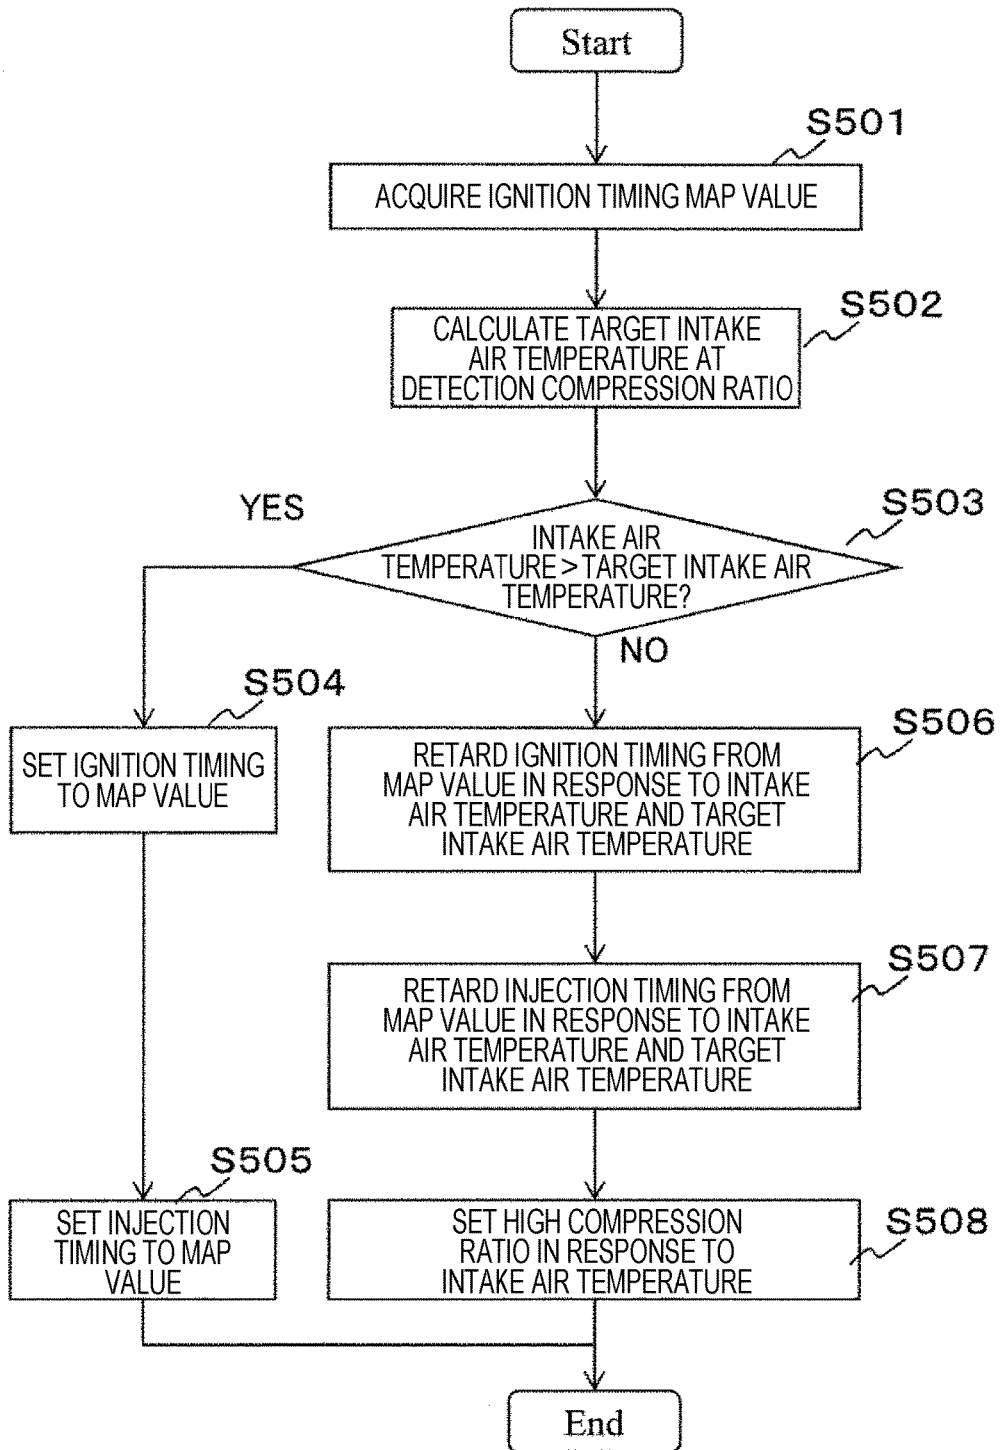 Start
S501
ACQUIRE IGNITION TIMING MAP VALUE
S502
CALCULATE TARGET INTAKE
AIR TEMPERATURE AT
DETECTION COMPRESSION RATIO
YES
S503
INTAKE AIR
TEMPERATURE > TARGET INTAKE AIR
TEMPERATURE?
NO
S504
SET IGNITION TIMING
TO MAP VALUE
S506
RETARD IGNITION TIMING FROM
MAP VALUE IN RESPONSE TO INTAKE
AIR TEMPERATURE AND TARGET
INTAKE AIR TEMPERATURE
S507
RETARD INJECTION TIMING FROM
MAP VALUE IN RESPONSE TO INTAKE
AIR TEMPERATURE AND TARGET
INTAKE AIR TEMPERATURE
S505
SET INJECTION
TIMING TO MAP
VALUE
S508
SET HIGH COMPRESSION
RATIO IN RESPONSE TO
INTAKE AIR TEMPERATURE
End